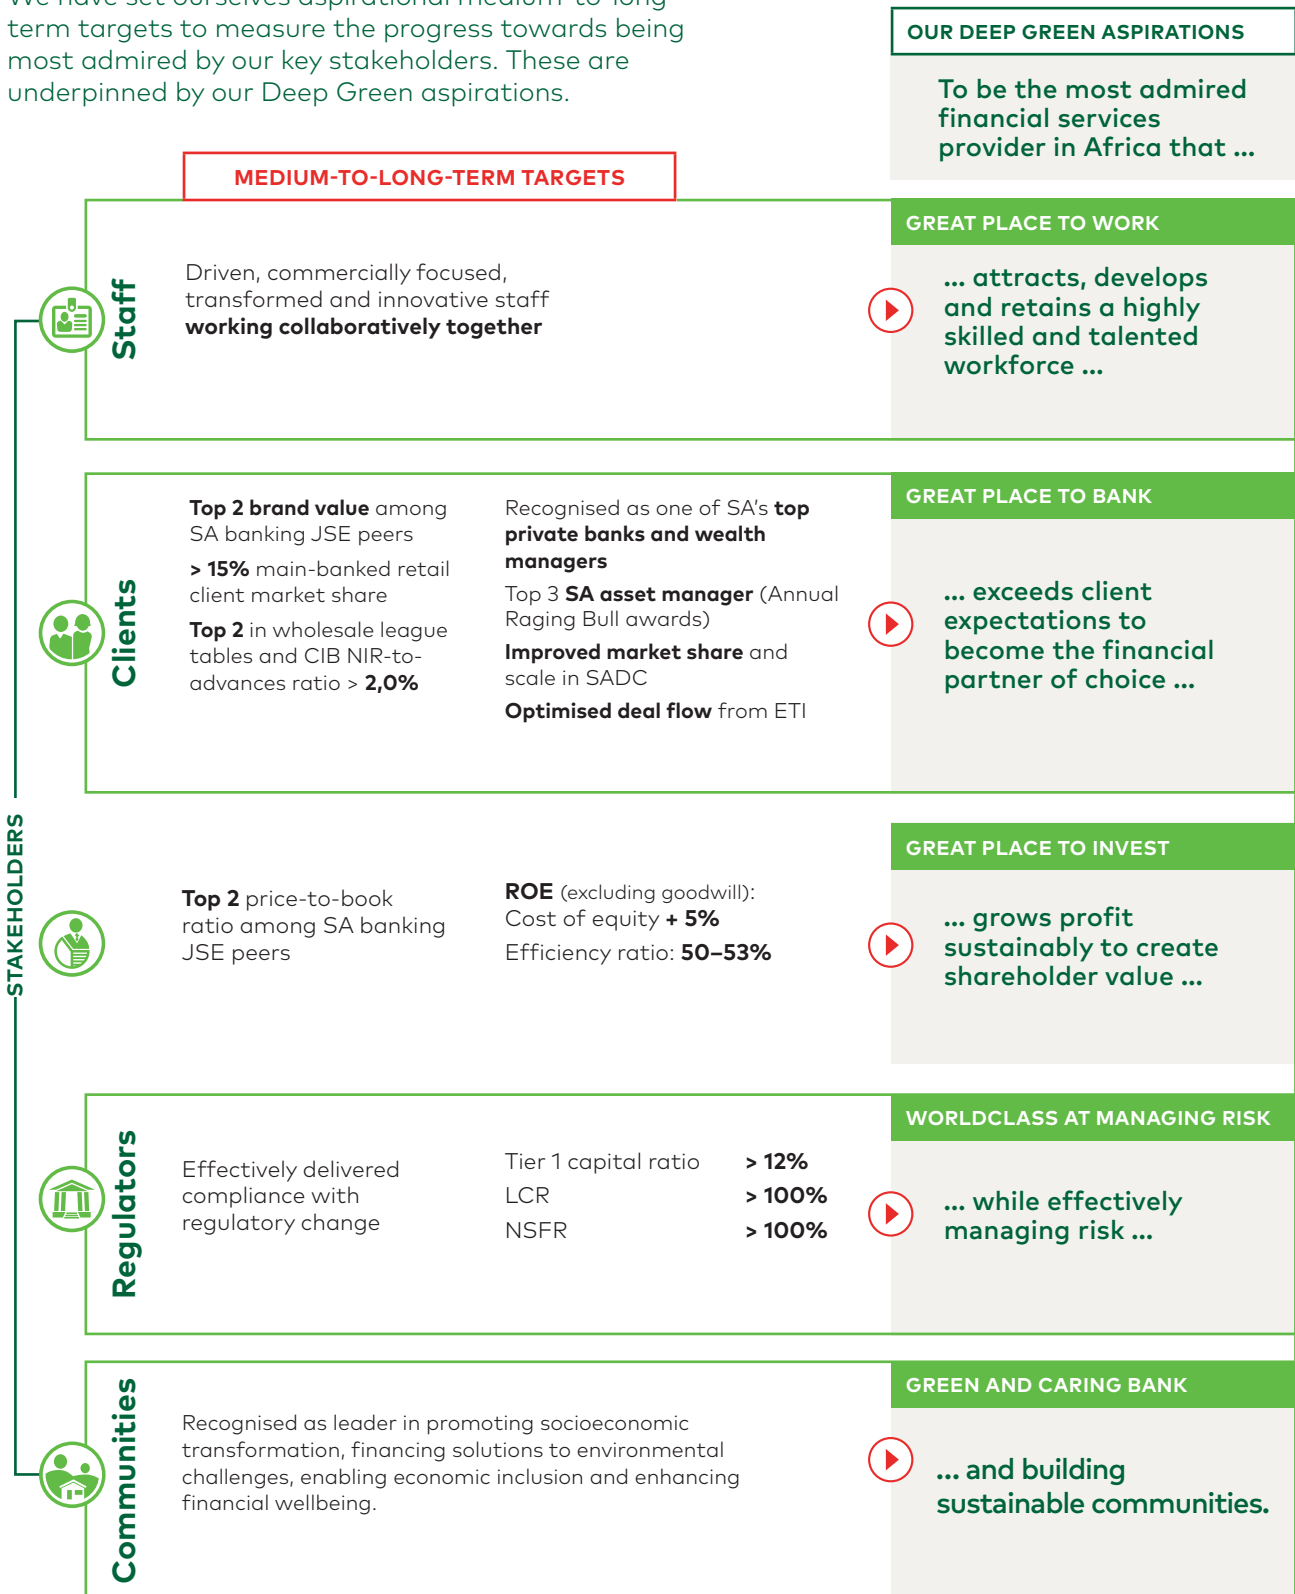 We have set ourselves aspirational medium-to-long-
term targets to measure the progress towards being
most admired by our key stakeholders. These are
underpinned by our Deep Green aspirations.
OUR DEEP GREEN ASPIRATIONS
To be the most admired
financial services
provider in Africa that ...
MEDIUM-TO-LONG-TERM TARGETS
STAKEHOLDERS
Staff
Driven, commercially focused,
transformed and innovative staff
working collaboratively together
GREAT PLACE TO WORK
... attracts, develops
and retains a highly
skilled and talented
workforce ...
Clients
Top 2 brand value among
SA banking JSE peers
> 15% main-banked retail
client market share
Top 2 in wholesale league
tables and CIB NIR-to-
advances ratio > 2,0%
Recognised as one of SA's top
private banks and wealth
managers
Top 3 SA asset manager (Annual
Raging Bull awards)
Improved market share and
scale in SADC
Optimised deal flow from ETI
GREAT PLACE TO BANK
... exceeds client
expectations to
become the financial
partner of choice ...
Top 2 price-to-book
ratio among SA banking
JSE peers
ROE (excluding goodwill):
Cost of equity + 5%
Efficiency ratio: 50–53%
GREAT PLACE TO INVEST
... grows profit
sustainably to create
shareholder value ...
Regulators
Effectively delivered
compliance with
regulatory change
Tier 1 capital ratio > 12%
LCR > 100%
NSFR > 100%
WORLDCLASS AT MANAGING RISK
... while effectively
managing risk ...
Communities
Recognised as leader in promoting socioeconomic
transformation, financing solutions to environmental
challenges, enabling economic inclusion and enhancing
financial wellbeing.
GREEN AND CARING BANK
... and building
sustainable communities.